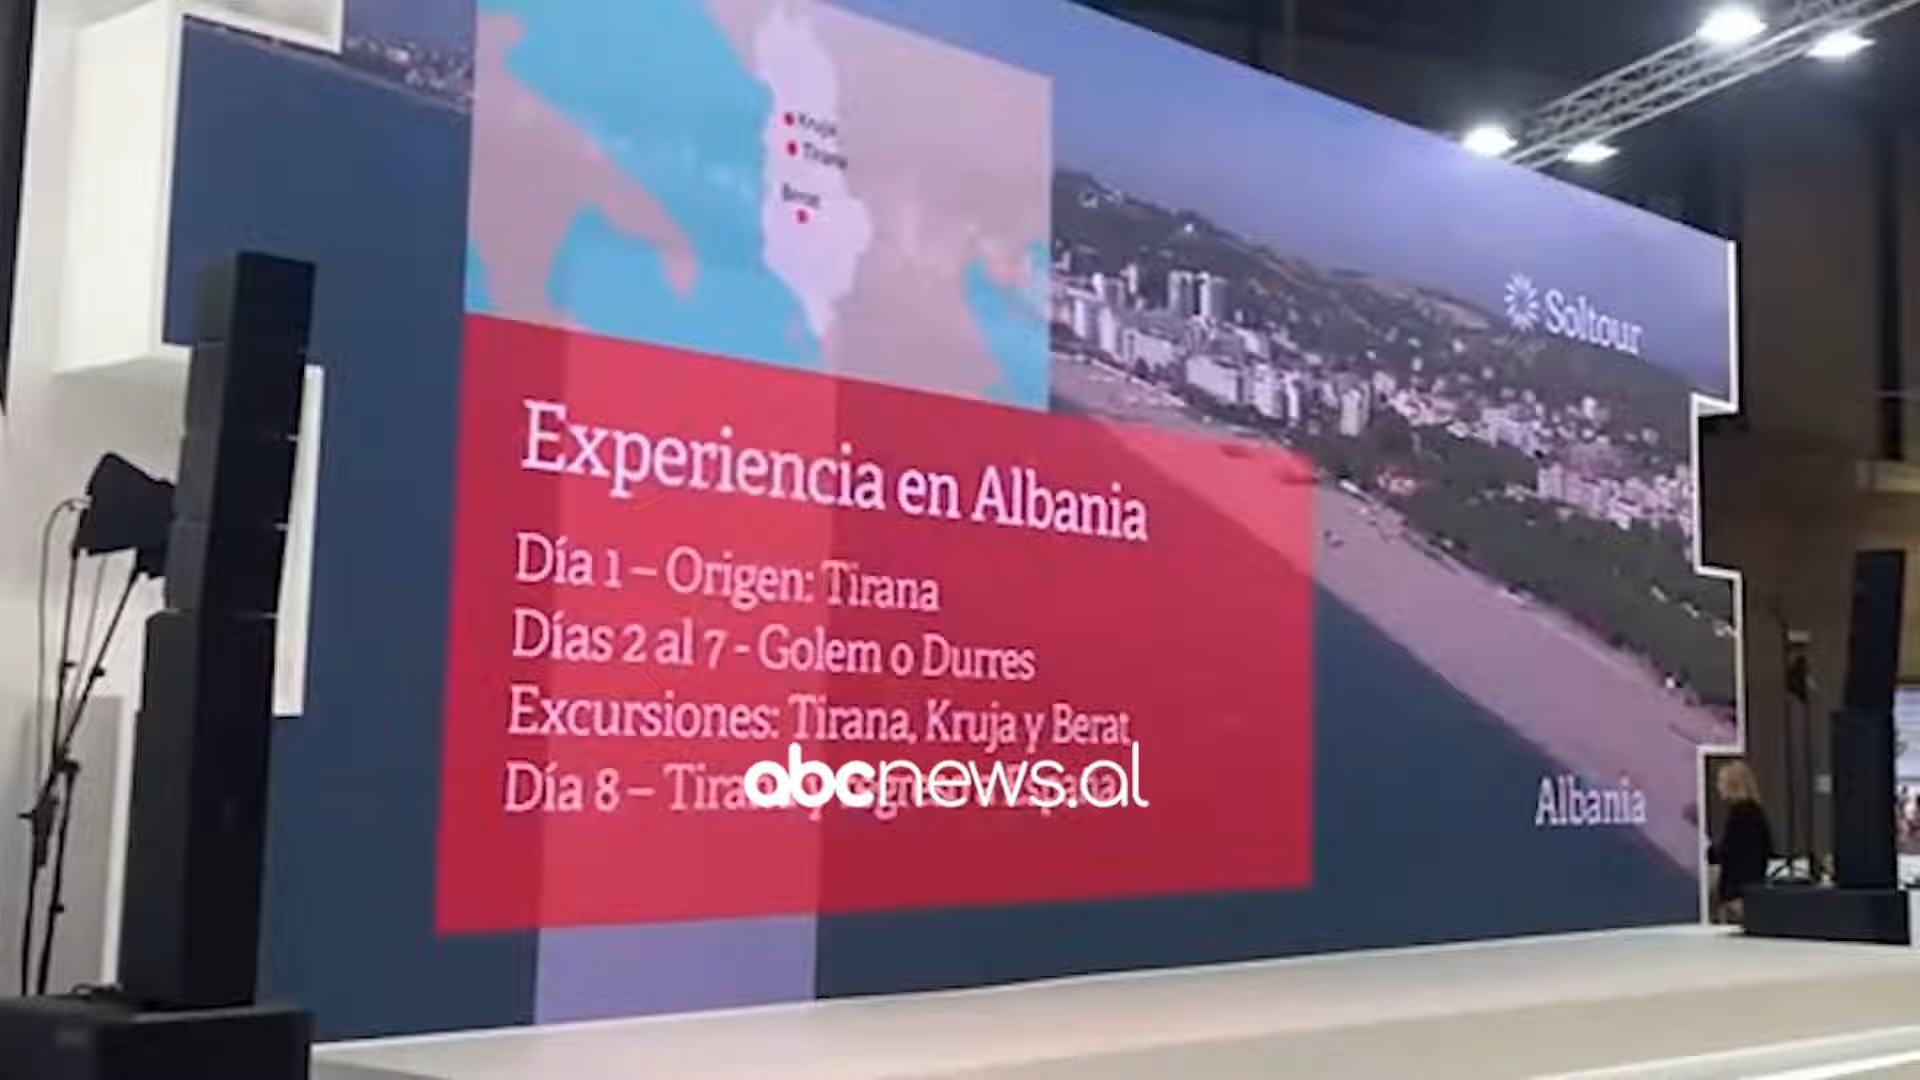 Kruja
Tirana
Berat
Soltour
Experiencia en Albania
Día 1 – Origen: Tirana
Días 2 al 7 - Golem o Durres
Excursiones: Tirana, Kruja y Berat
Día 8 –
abcnews.al
Albania